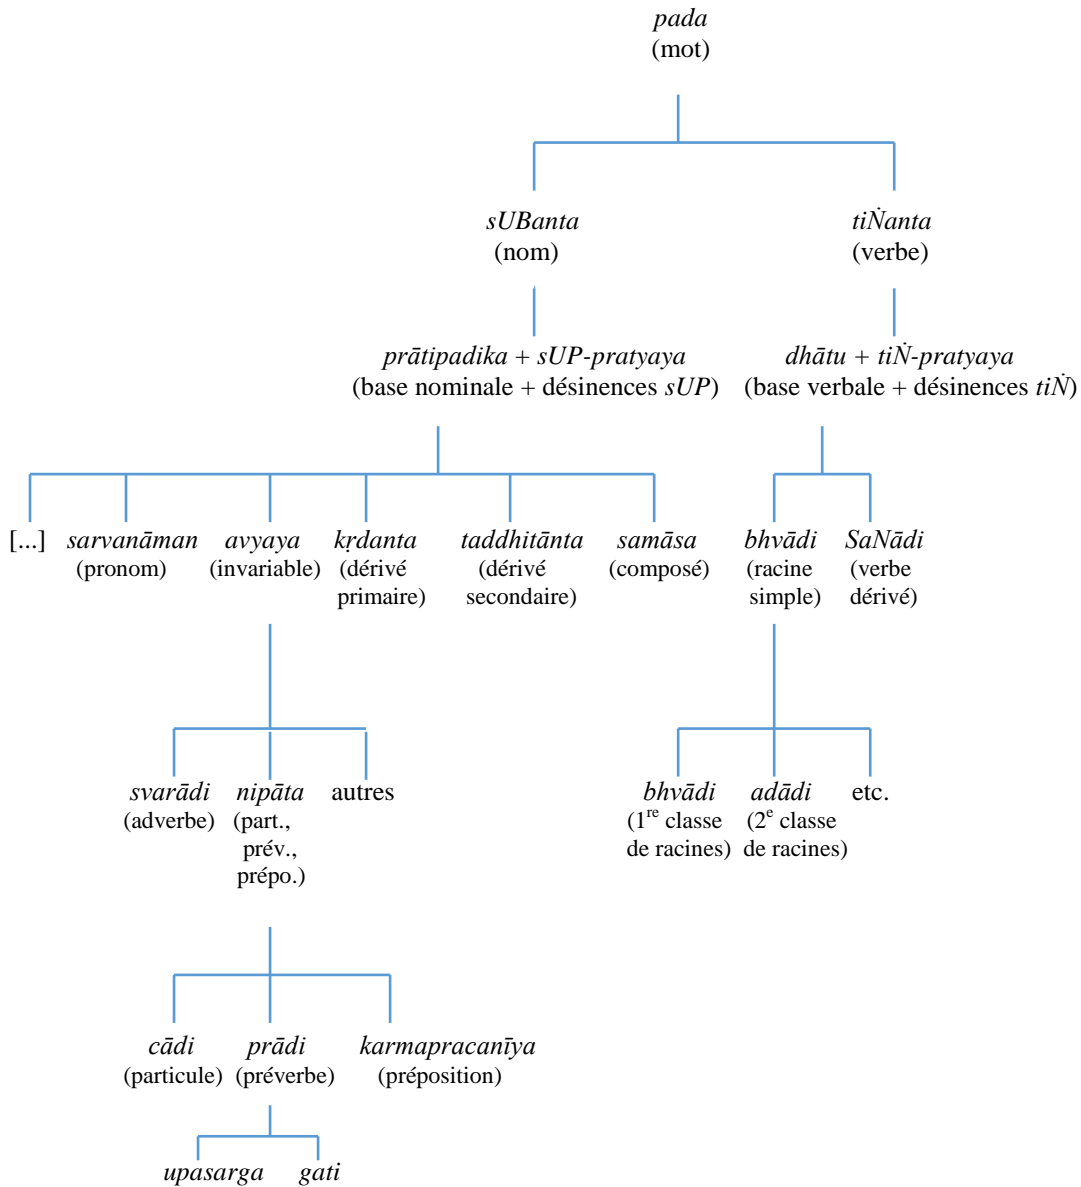 pada
(mot)
sUBanta tiṄanta
(nom) (verbe)
prātipadika + sUP-pratyaya dhātu + tiṄ-pratyaya
(base nominale + désinences sUP) (base verbale + désinences tiṄ)
[...] sarvanāman avyaya kṛdanta taddhitānta samāsa bhvādi SaNādi
(pronom) (invariable) (dérivé (dérivé (composé) (racine (verbe
primaire) secondaire) simple) dérivé)
svarādi nipāta autres bhvādi adādi etc.
(adverbe) (part., (1re classe (2e classe
prév., de racines) de racines)
prépo.)
cādi prādi karmapracanīya
(particule) (préverbe) (préposition)
upasarga gati